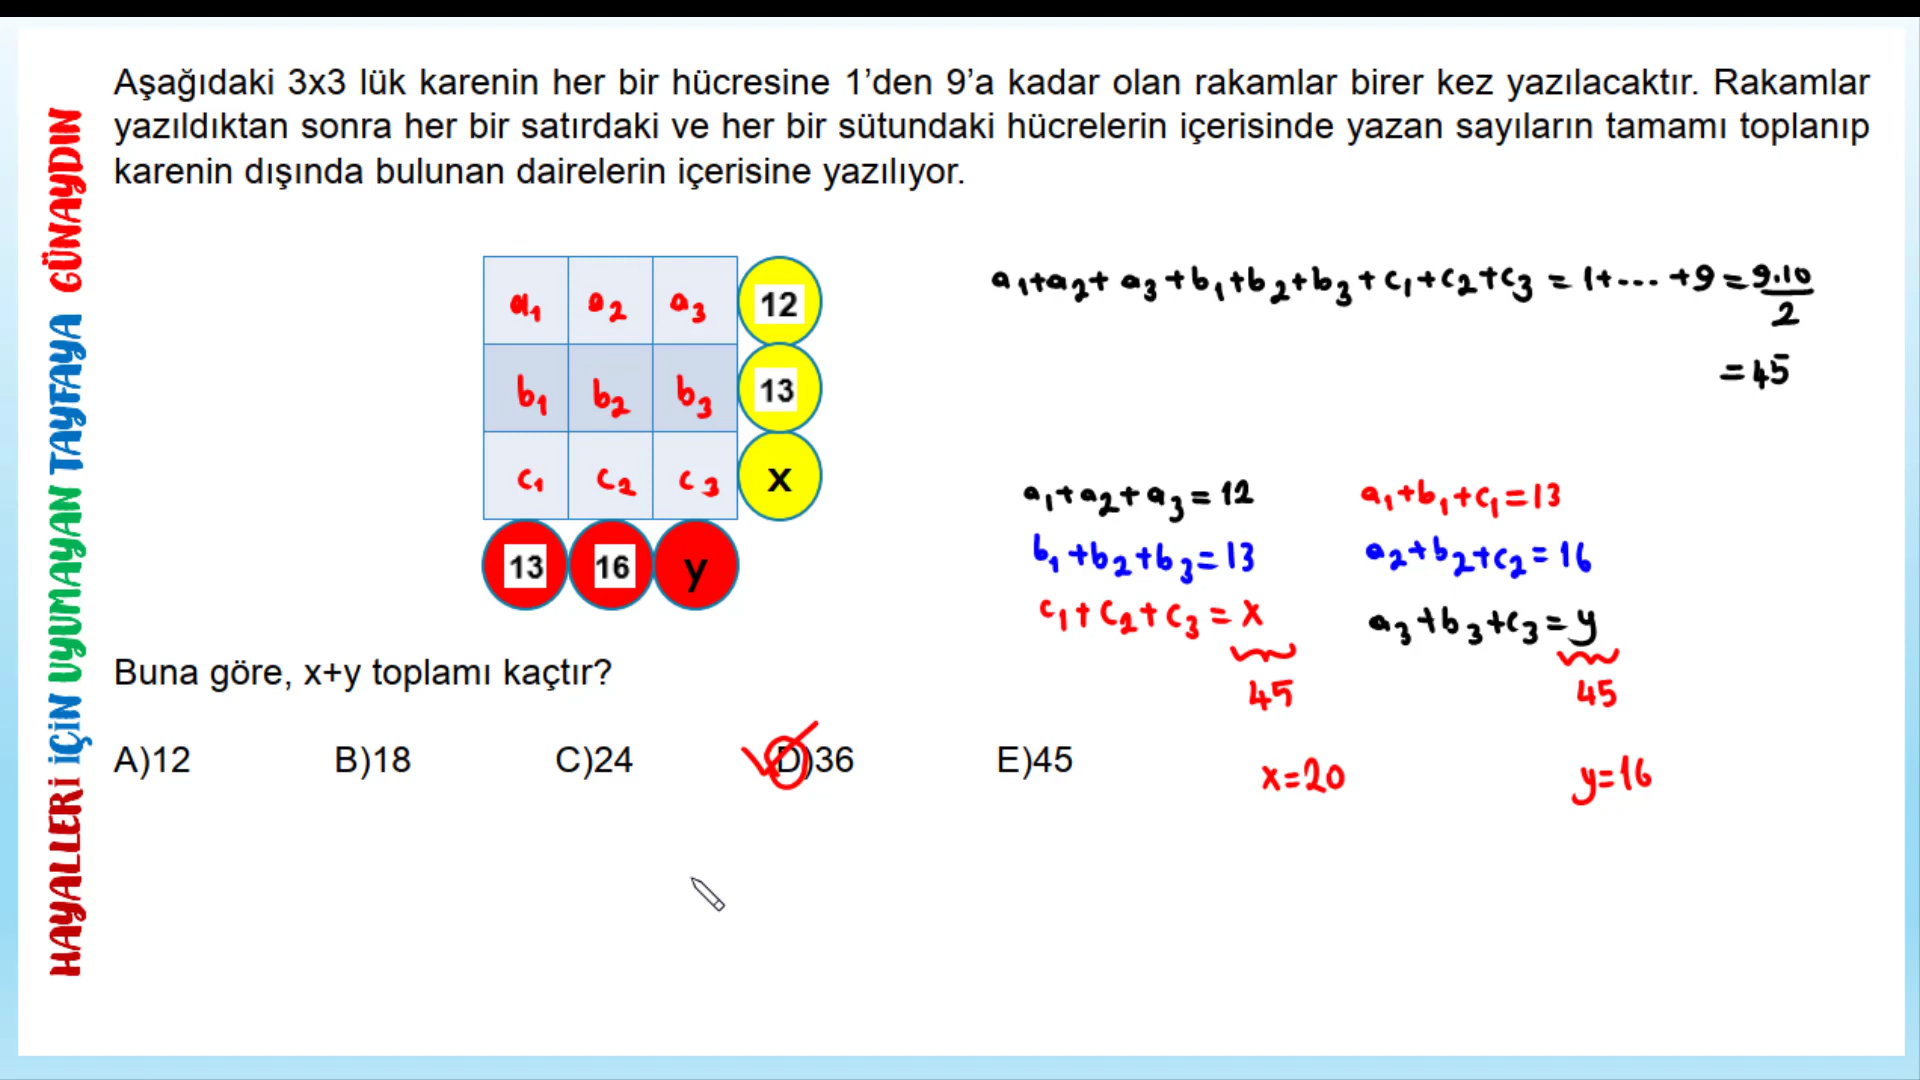 HAYALLERİ İÇİN UYUMAYAN TAYFAYA GÜNAYDIN
Aşağıdaki 3x3 lük karenin her bir hücresine 1’den 9’a kadar olan rakamlar birer kez yazılacaktır. Rakamlar
yazıldıktan sonra her bir satırdaki ve her bir sütundaki hücrelerin içerisinde yazan sayıların tamamı toplanıp
karenin dışında bulunan dairelerin içerisine yazılıyor.
a₁ a₂ a₃ 12
b₁ b₂ b₃ 13
c₁ c₂ c₃ x
13 16 y
a₁+a₂+a₃+b₁+b₂+b₃+c₁+c₂+c₃ = 1+... +9 = 9.10/2
= 45
a₁+a₂+a₃ = 12
b₁+b₂+b₃ = 13
c₁+c₂+c₃ = x
45
x=20
a₁+b₁+c₁ = 13
a₂+b₂+c₂ = 16
a₃+b₃+c₃ = y
45
y=16
Buna göre, x+y toplamı kaçtır?
A)12 B)18 C)24 D)36 E)45